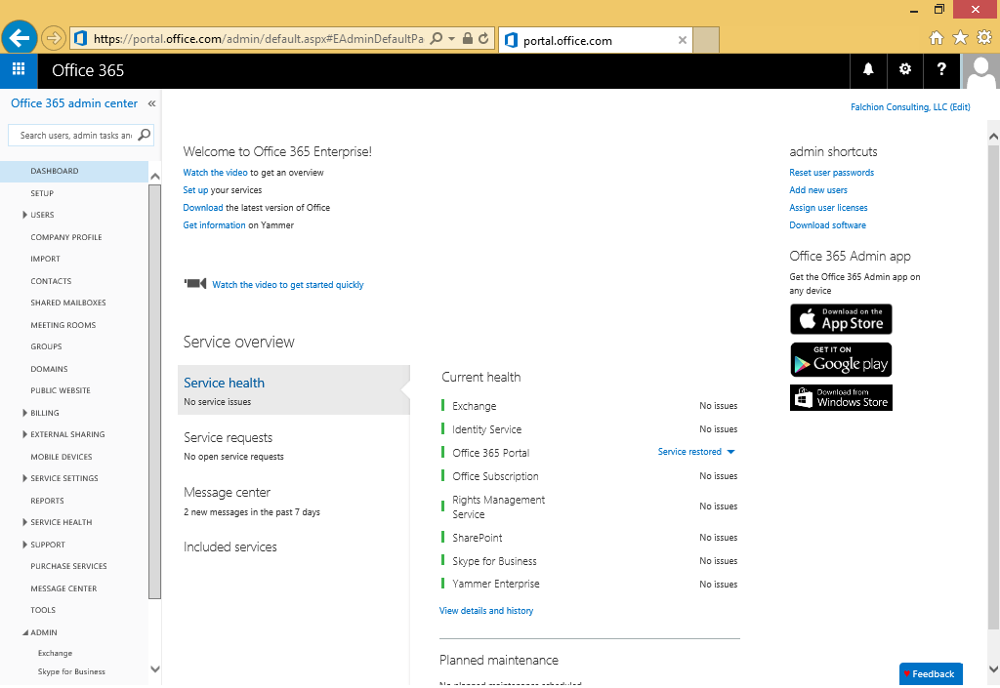 https://portal.office.com/admin/default.aspx#EAdminDefaultPa
portal.office.com
Office 365
?
Office 365 admin center «
Search users, admin tasks an
Falchion Consulting, LLC (Edit)
DASHBOARD
SETUP
USERS
COMPANY PROFILE
IMPORT
CONTACTS
SHARED MAILBOXES
MEETING ROOMS
GROUPS
DOMAINS
PUBLIC WEBSITE
BILLING
EXTERNAL SHARING
MOBILE DEVICES
SERVICE SETTINGS
REPORTS
SERVICE HEALTH
SUPPORT
PURCHASE SERVICES
MESSAGE CENTER
TOOLS
ADMIN
Exchange
Skype for Business
Welcome to Office 365 Enterprise!
Watch the video to get an overview
Set up your services
Download the latest version of Office
Get information on Yammer
Watch the video to get started quickly
Service overview
Service health
No service issues
Service requests
No open service requests
Message center
2 new messages in the past 7 days
Included services
Current health
Exchange No issues
Identity Service No issues
Office 365 Portal Service restored
Office Subscription No issues
Rights Management
Service No issues
SharePoint No issues
Skype for Business No issues
Yammer Enterprise No issues
View details and history
Planned maintenance
No planned maintenance scheduled
admin shortcuts
Reset user passwords
Add new users
Assign user licenses
Download software
Office 365 Admin app
Get the Office 365 Admin app on
any device
Download on the
App Store
GET IT ON
Google play
Download from
Windows Store
Feedback